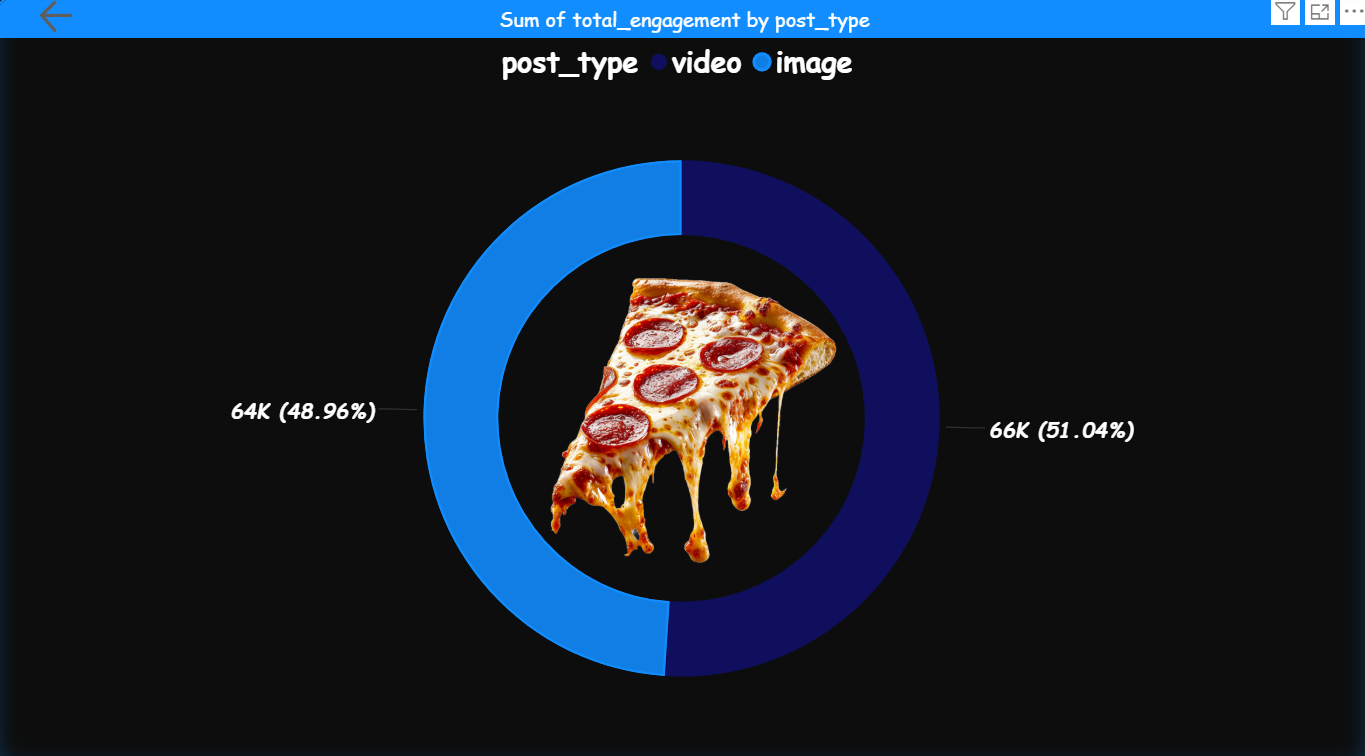 Sum of total_engagement by post_type
post_type video image
64K (48.96%)
66K (51.04%)